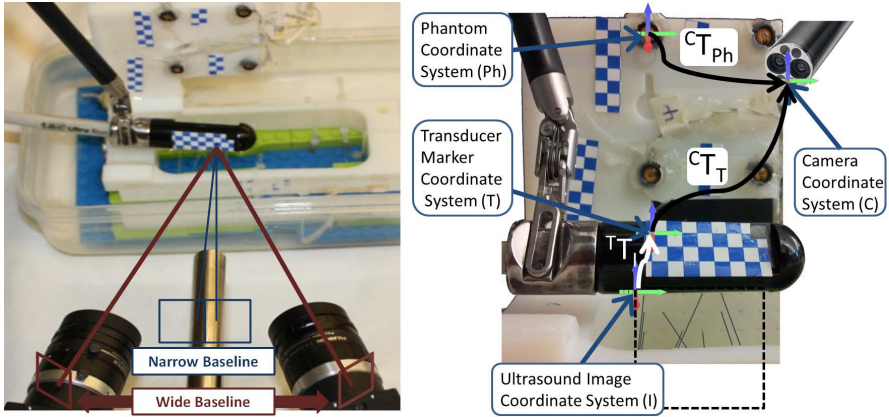 Narrow Baseline
Wide Baseline
Phantom
Coordinate
System (Ph)
CTPh
Transducer
Marker
Coordinate
System (T)
CTT
TTI
Camera
Coordinate
System (C)
Ultrasound Image
Coordinate System (I)